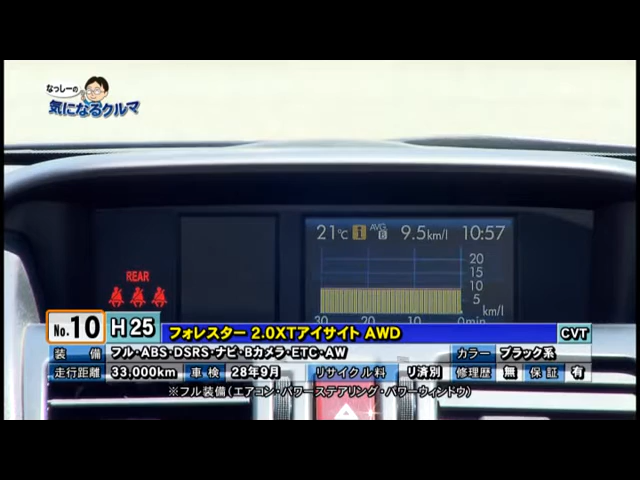 なっしーの
気になるクルマ
21℃ i AVG B 9.5km/l 10:57
20
15
10
5
km/l
30 20 10 0min
REAR
No.10 H25 フォレスター 2.0XTアイサイト AWD CVT
装備 フル・ABS・DSRS・ナビ・Bカメラ・ETC・AW カラー ブラック系
走行距離 33,000km 車検 28年9月 リサイクル料 リ済別 修理歴 無 保証 有
※フル装備(エアコン・パワーステアリング・パワーウィンドウ)